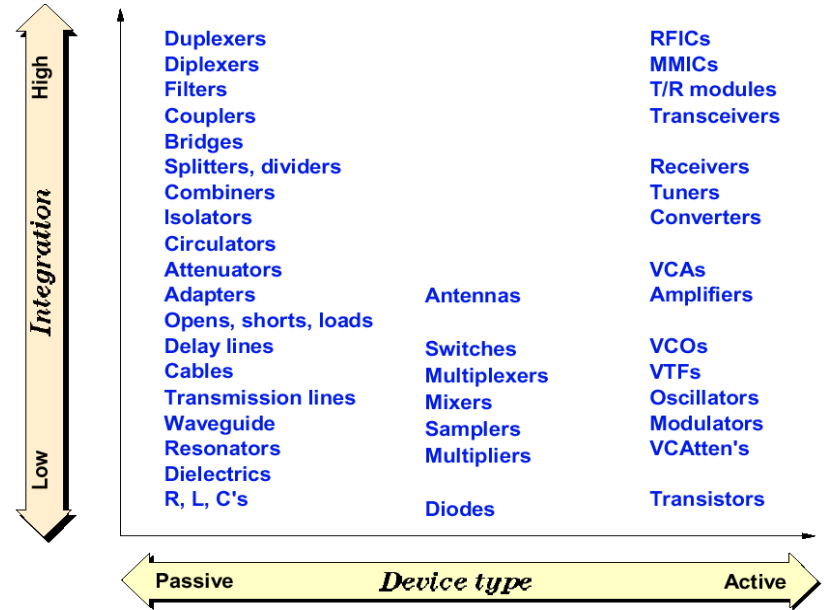 High
Integration
Low
Duplexers
Diplexers
Filters
Couplers
Bridges
Splitters, dividers
Combiners
Isolators
Circulators
Attenuators
Adapters
Opens, shorts, loads
Delay lines
Cables
Transmission lines
Waveguide
Resonators
Dielectrics
R, L, C's
Antennas
Switches
Multiplexers
Mixers
Samplers
Multipliers
Diodes
RFICs
MMICs
T/R modules
Transceivers
Receivers
Tuners
Converters
VCAs
Amplifiers
VCOs
VTFs
Oscillators
Modulators
VCAtten's
Transistors
Passive Device type Active